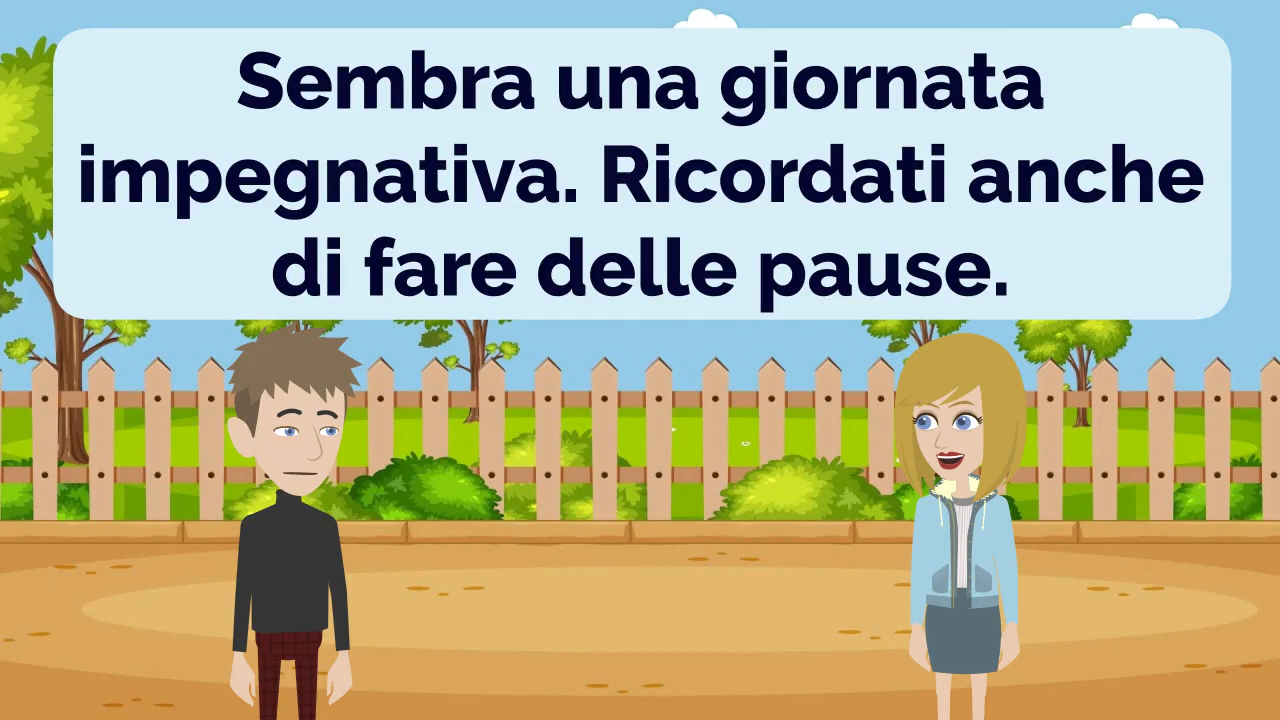 Sembra una giornata
impegnativa. Ricordati anche
di fare delle pause.